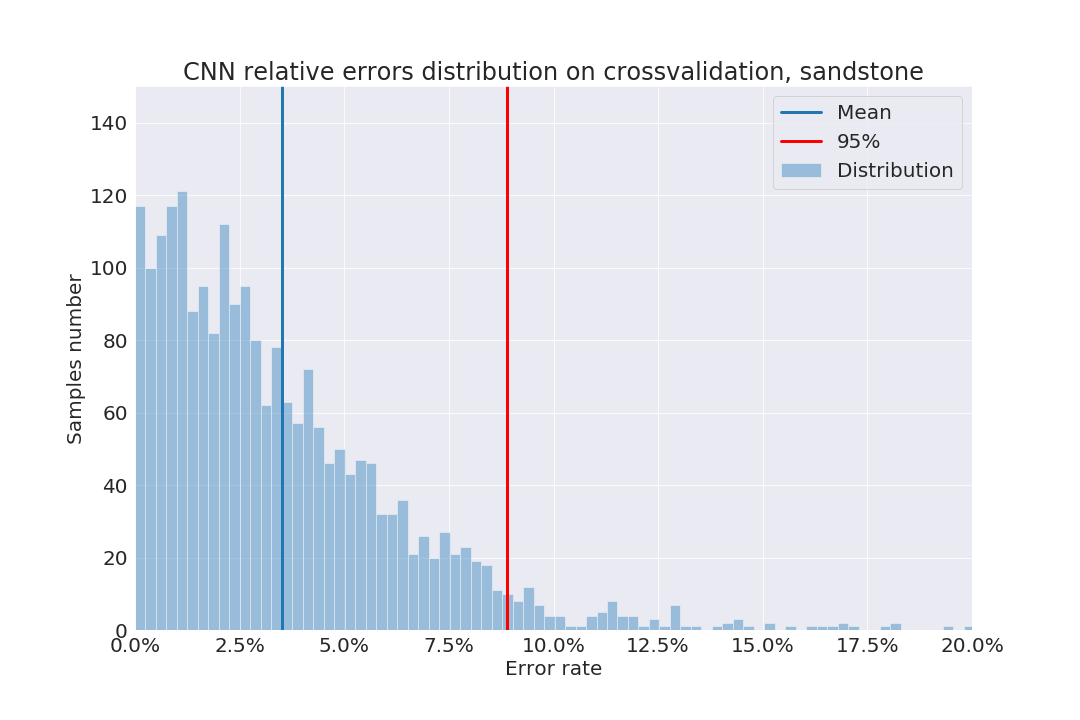 CNN relative errors distribution on crossvalidation, sandstone
Mean
95%
Distribution
140
120
100
80
60
40
20
0
Samples number
0.0% 2.5% 5.0% 7.5% 10.0% 12.5% 15.0% 17.5% 20.0%
Error rate